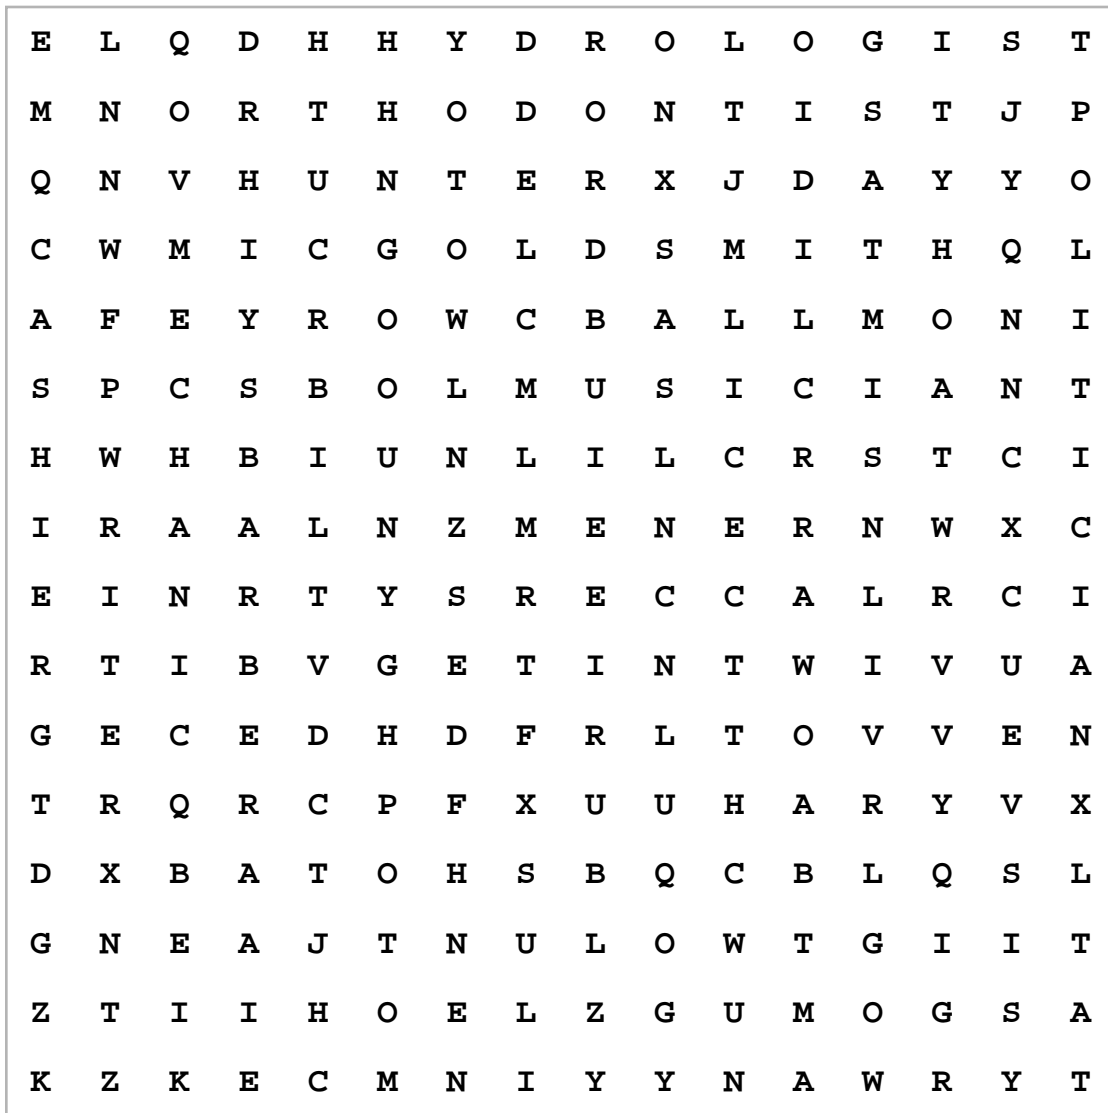 E L Q D H H Y D R O L O G I S T
M N O R T H O D O N T I S T J P
Q N V H U N T E R X J D A Y Y O
C W M I C G O L D S M I T H Q L
A F E Y R O W C B A L L M O N I
S P C S B O L M U S I C I A N T
H W H B I U N L I L C R S T C I
I R A A L N Z M E N E R N W X C
E I N R T Y S R E C C A L R C I
R T I B V G E T I N T W I V U A
G E C E D H D F R L T O V V E N
T R Q R C P F X U U H A R Y V X
D X B A T O H S B Q C B L Q S L
G N E A J T N U L O W T G I I T
Z T I I H O E L Z G U M O G S A
K Z K E C M N I Y Y N A W R Y T